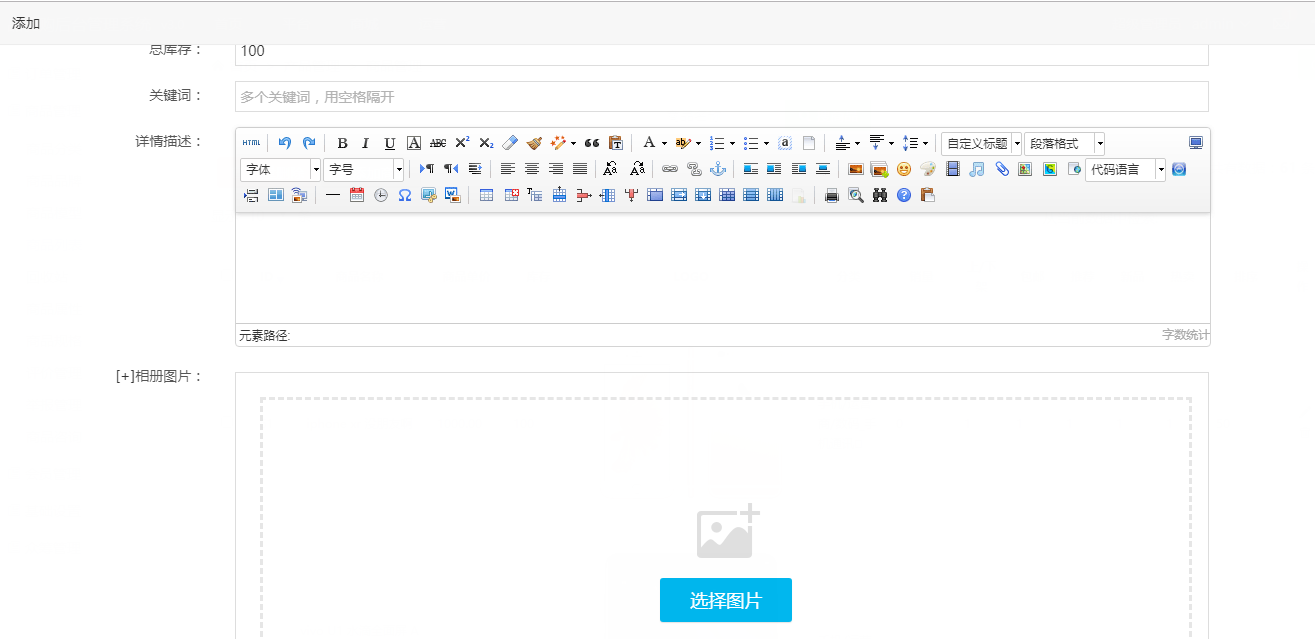 添加
总库存：
100
关键词：
多个关键词，用空格隔开
详情描述：
HTML
B I U A ABC X² X₂
A ab a 自定义标题 段落格式
字体 字号
代码语言
元素路径:
字数统计
[+]相册图片：
选择图片